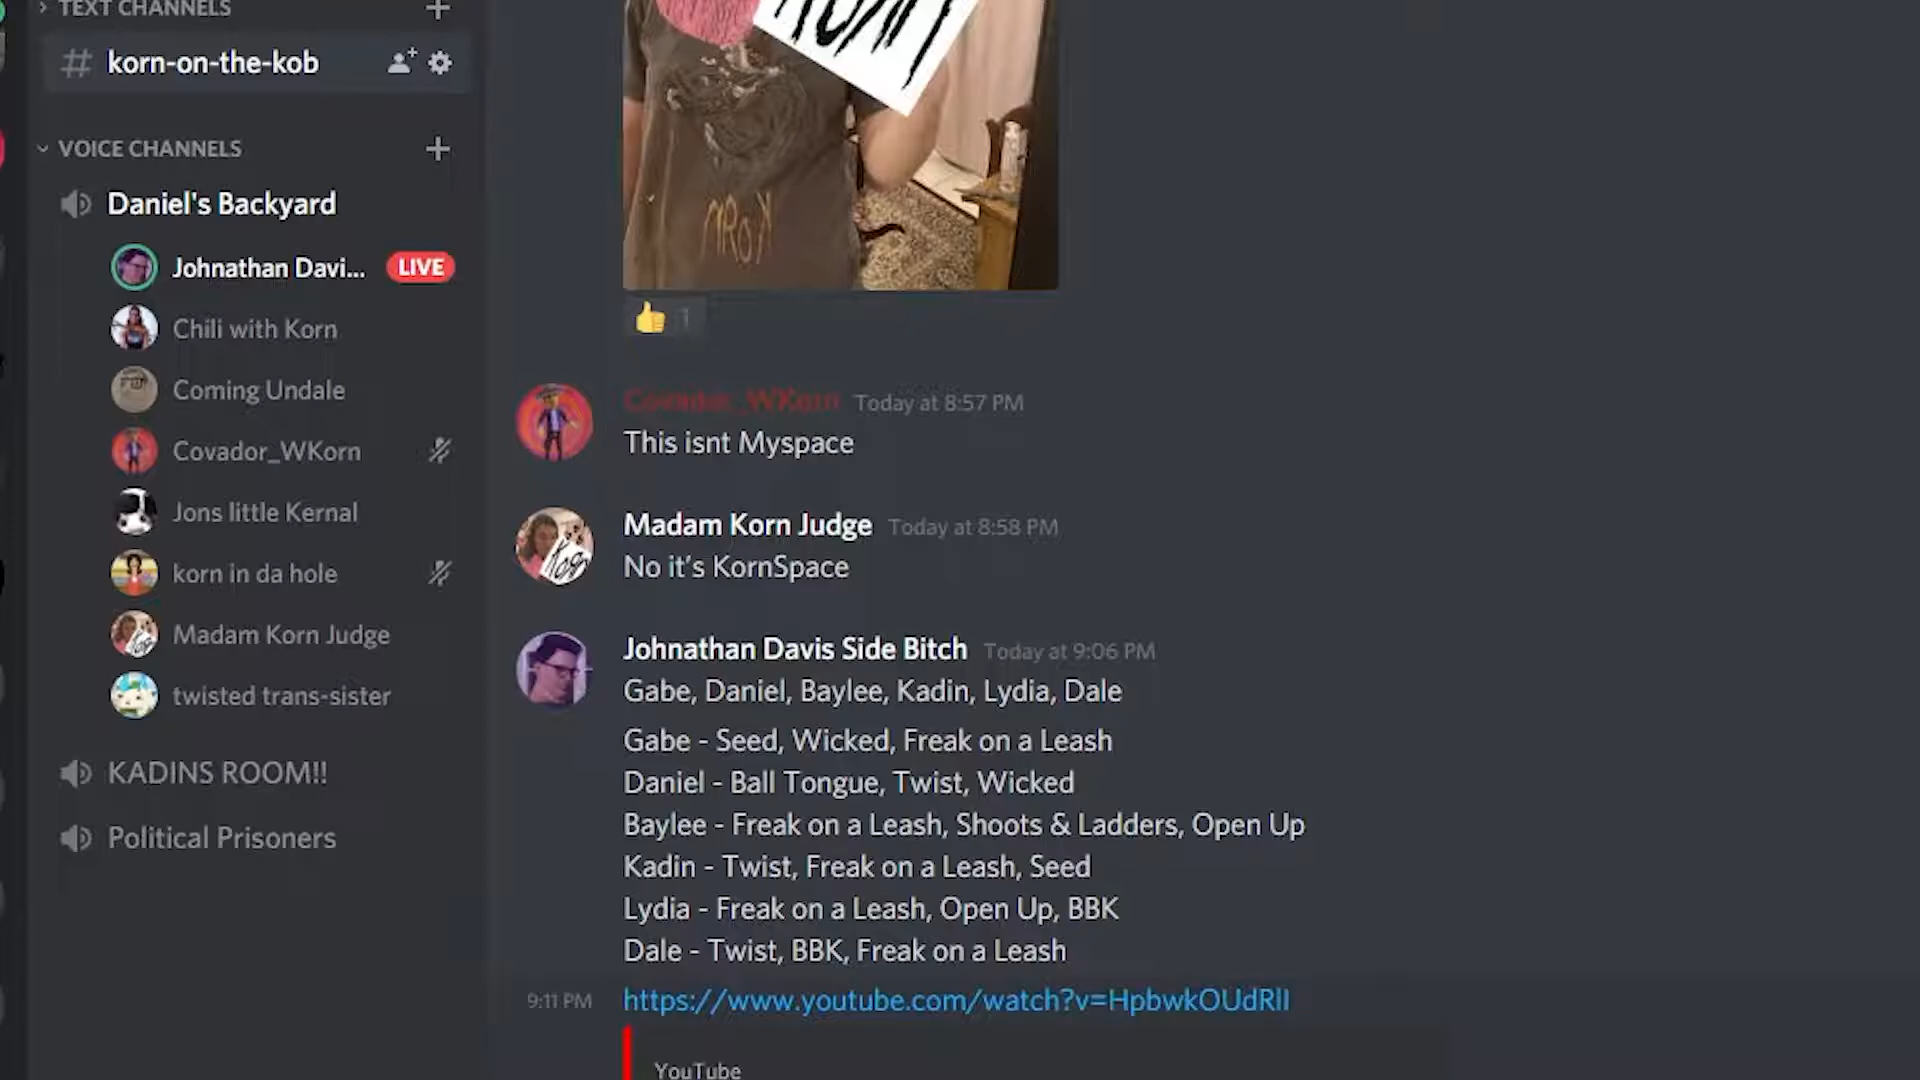 TEXT CHANNELS
korn-on-the-kob
VOICE CHANNELS
Daniel's Backyard
Johnathan Davi... LIVE
Chili with Korn
Coming Undale
Covador_WKorn
Jons little Kernal
korn in da hole
Madam Korn Judge
twisted trans-sister
KADINS ROOM!!
Political Prisoners
KoRn
KoRn
1
Covador_WKorn Today at 8:57 PM
This isnt Myspace
Madam Korn Judge Today at 8:58 PM
No it's KornSpace
Johnathan Davis Side Bitch Today at 9:06 PM
Gabe, Daniel, Baylee, Kadin, Lydia, Dale
Gabe - Seed, Wicked, Freak on a Leash
Daniel - Ball Tongue, Twist, Wicked
Baylee - Freak on a Leash, Shoots & Ladders, Open Up
Kadin - Twist, Freak on a Leash, Seed
Lydia - Freak on a Leash, Open Up, BBK
Dale - Twist, BBK, Freak on a Leash
9:11 PM https://www.youtube.com/watch?v=HpbwkOUdRlI
YouTube